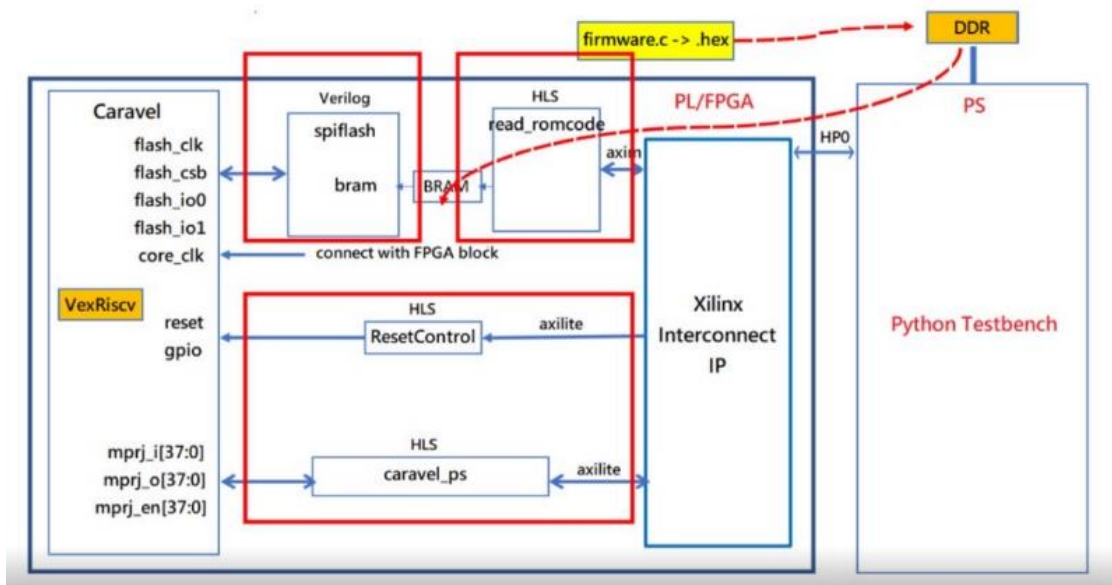 firmware.c -> .hex
DDR
Caravel
flash_clk
flash_csb
flash_io0
flash_io1
core_clk
VexRiscv
reset
gpio
mprj_i[37:0]
mprj_o[37:0]
mprj_en[37:0]
Verilog
spiflash
bram
BRAM
HLS
read_romcode
axim
connect with FPGA block
HLS
ResetControl
axilite
HLS
caravel_ps
axilite
PL/FPGA
Xilinx
Interconnect
IP
HP0
PS
Python Testbench